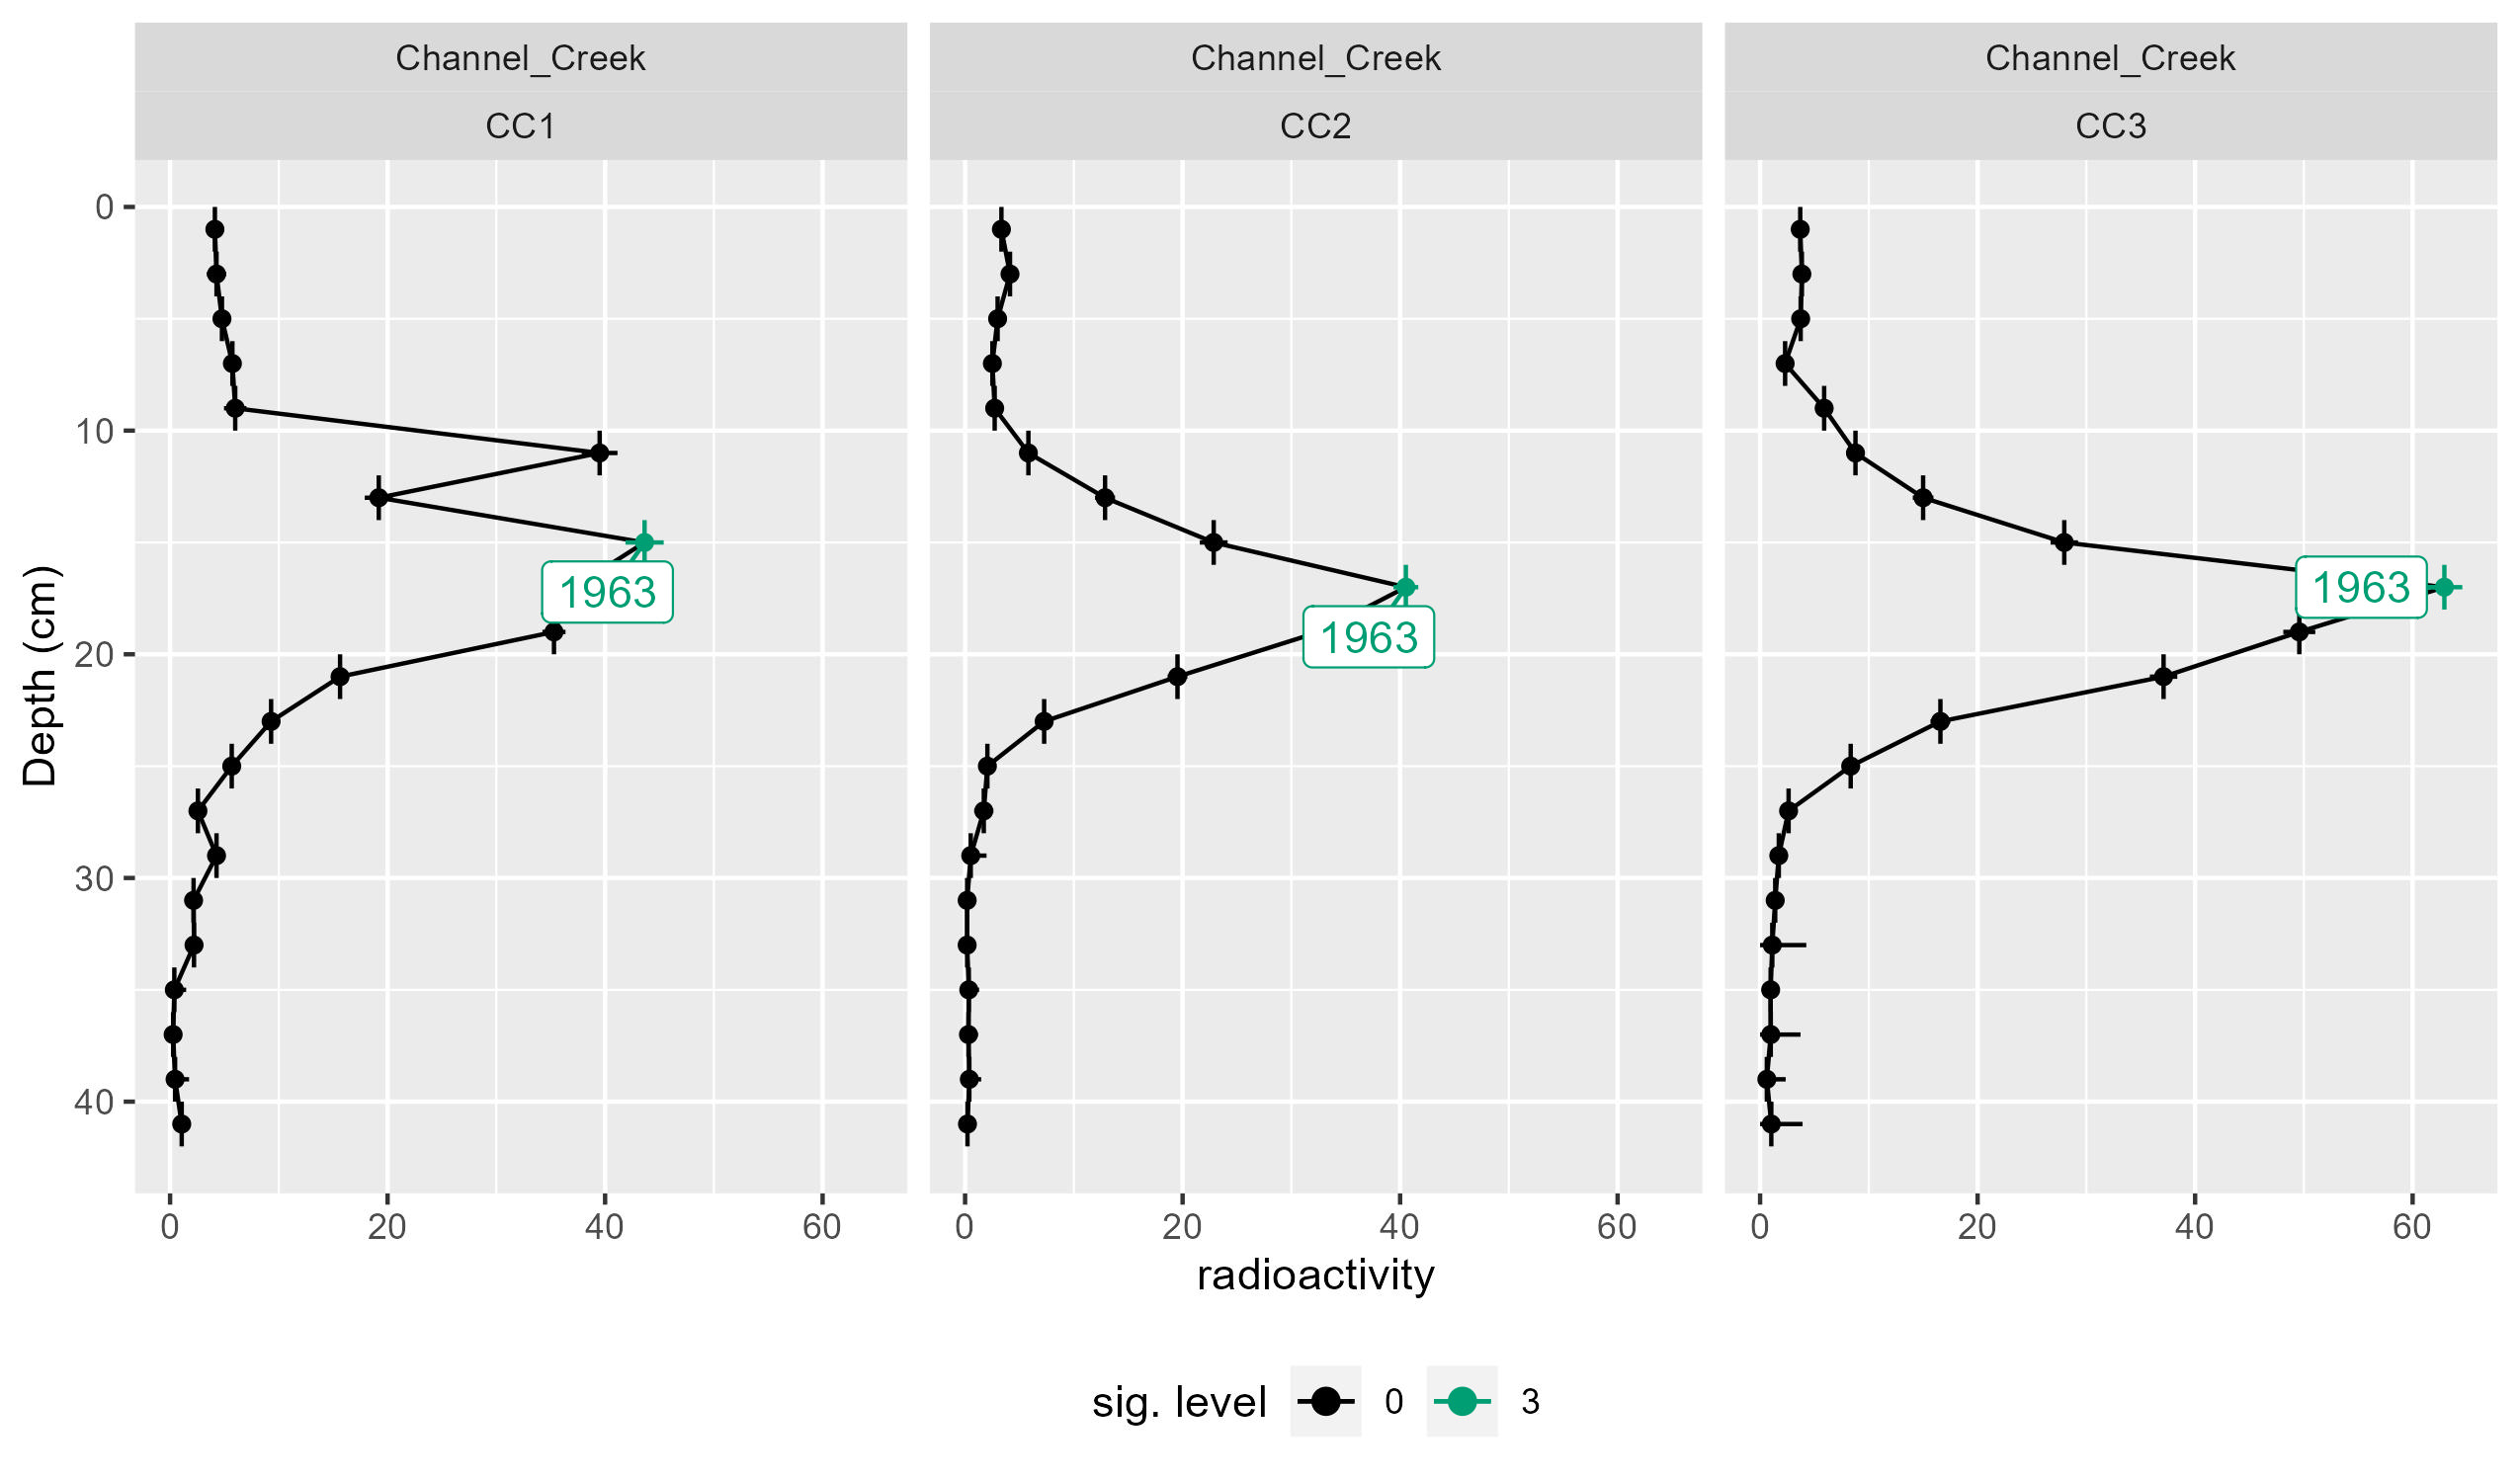 Channel_Creek Channel_Creek Channel_Creek
CC1 CC2 CC3
0
10
20
30
40
Depth (cm)
1963
1963
1963
0 20 40 60 0 20 40 60 0 20 40 60
radioactivity
sig. level 0 3